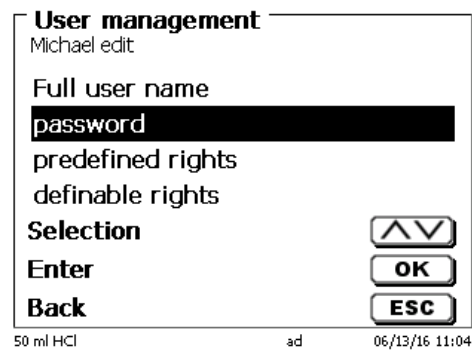 User management
Michael edit
Full user name
password
predefined rights
definable rights
Selection
Enter OK
Back ESC
50 ml HCl ad 06/13/16 11:04